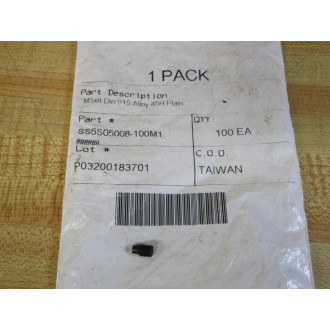 1 PACK
Part Description
M5x8 Din 915 Alloy 45H Plain
Part # QTY
SS5S05008-100M1 100 EA
Lot # C.O.O.
P03200183701 TAIWAN